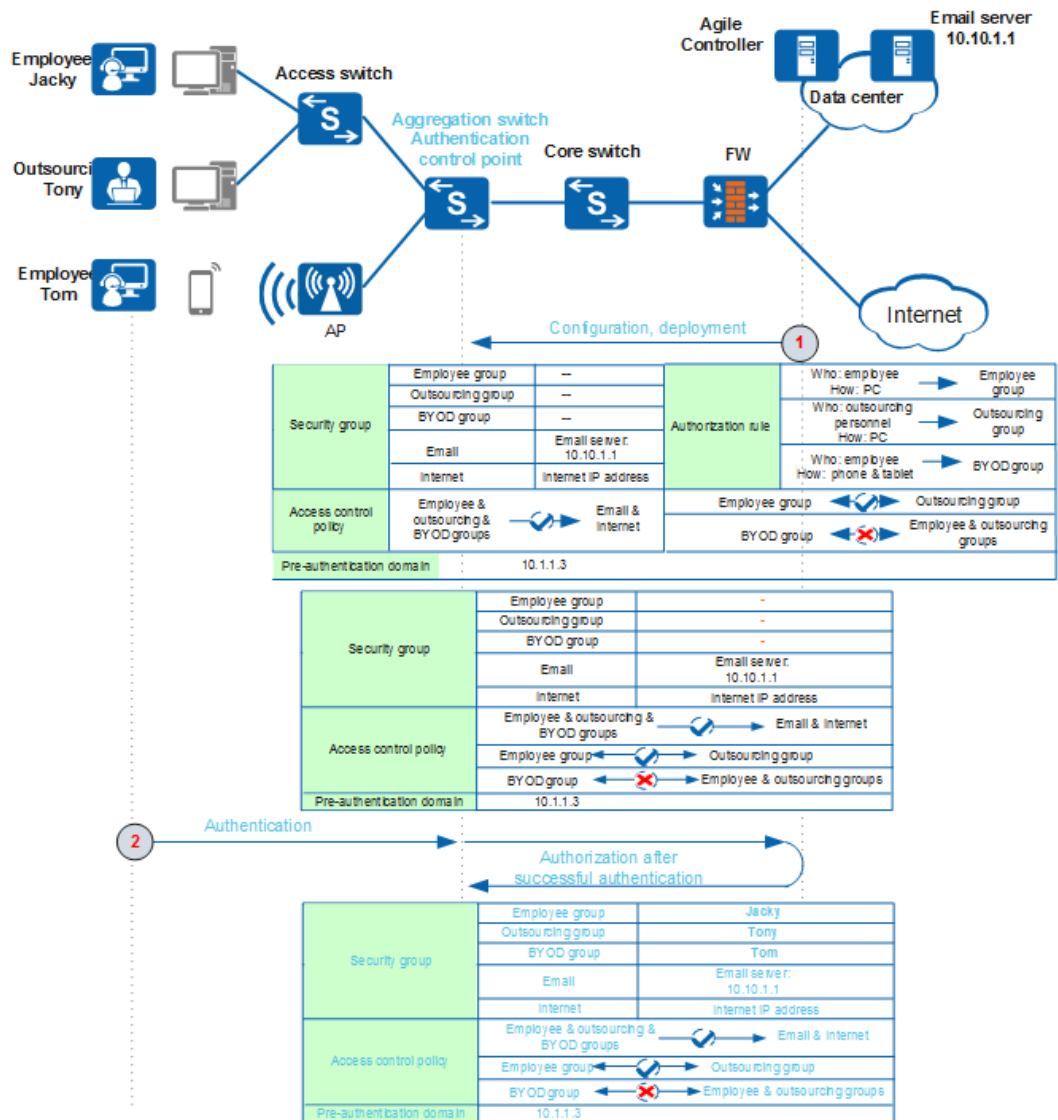 Employee
Jacky
Access switch
Agile
Controller
Email server
10.10.1.1
Data center
Outsourci
Tony
Aggregation switch
Authentication
control point
Core switch
FW
S
S
S
Employee
Tom
AP
Internet
Configuration, deployment
1
Security group
Employee group
--
Outsourcing group
--
BYOD group
--
Email
Email server:
10.10.1.1
Internet
Internet IP address
Authorization rule
Who: employee
How: PC
Employee
group
Who: outsourcing
personnel
How: PC
Outsourcing
group
Who: employee
How: phone & tablet
BYOD group
Access control
policy
Employee &
outsourcing &
BYOD groups
Email &
Internet
Employee group
Outsourcing group
BYOD group
Employee & outsourcing
groups
Pre-authentication domain
10.1.1.3
Security group
Employee group
-
Outsourcing group
-
BYOD group
-
Email
Email server:
10.10.1.1
Internet
Internet IP address
Access control policy
Employee & outsourcing &
BYOD groups
Email & Internet
Employee group
Outsourcing group
BYOD group
Employee & outsourcing groups
Pre-authentication domain
10.1.1.3
2
Authentication
Authorization after
successful authentication
Security group
Employee group
Jacky
Outsourcing group
Tony
BYOD group
Tom
Email
Email server:
10.10.1.1
Internet
Internet IP address
Access control policy
Employee & outsourcing &
BYOD groups
Email & Internet
Employee group
Outsourcing group
BYOD group
Employee & outsourcing groups
Pre-authentication domain
10.1.1.3